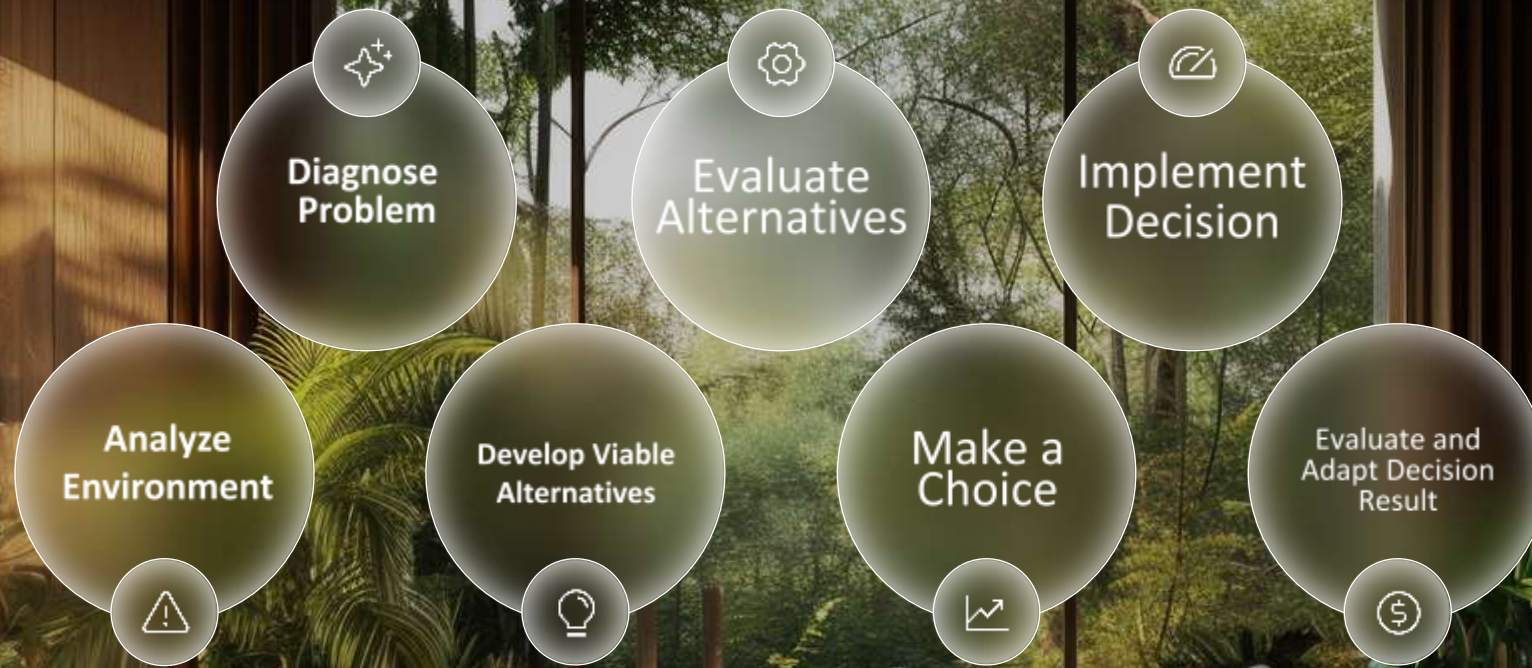 Analyze
Environment
Diagnose
Problem
Develop Viable
Alternatives
Evaluate
Alternatives
Make a
Choice
Implement
Decision
Evaluate and
Adapt Decision
Result
$